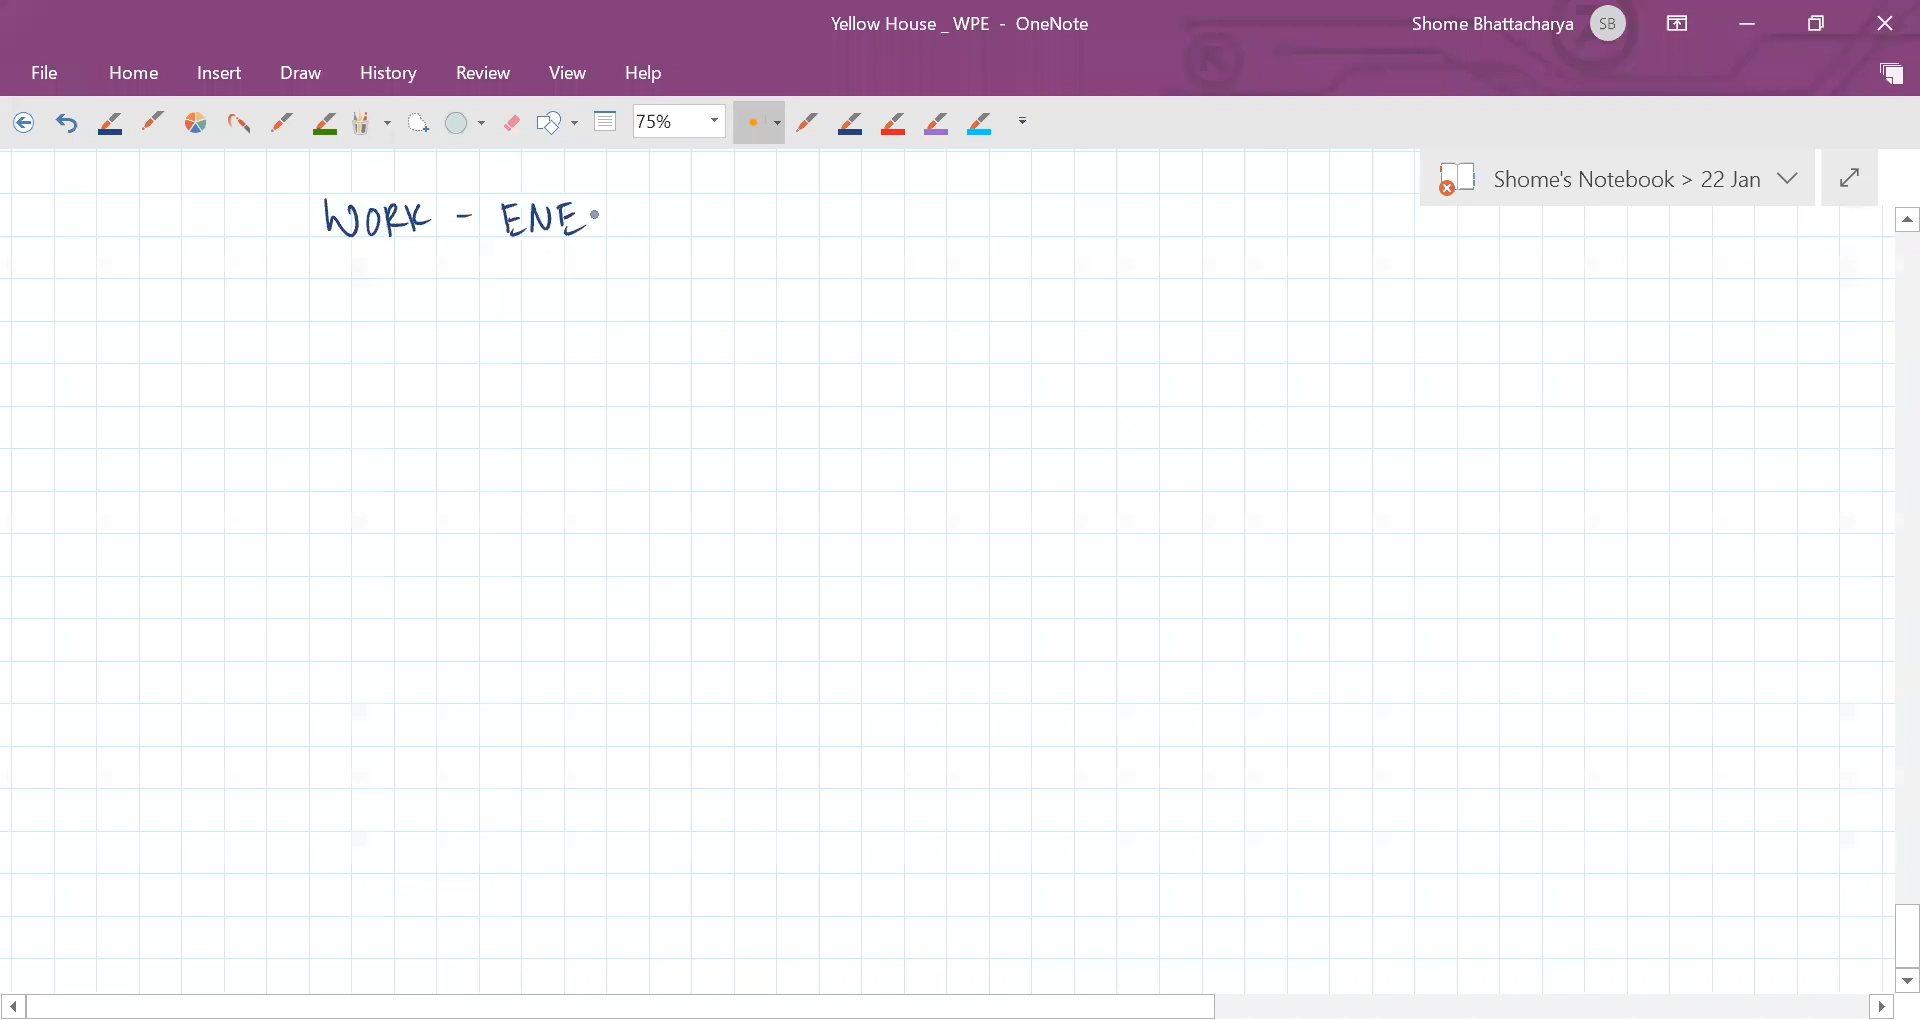 Yellow House _ WPE - OneNote
Shome Bhattacharya SB
File Home Insert Draw History Review View Help
75%
Shome's Notebook > 22 Jan
WORK - ENE